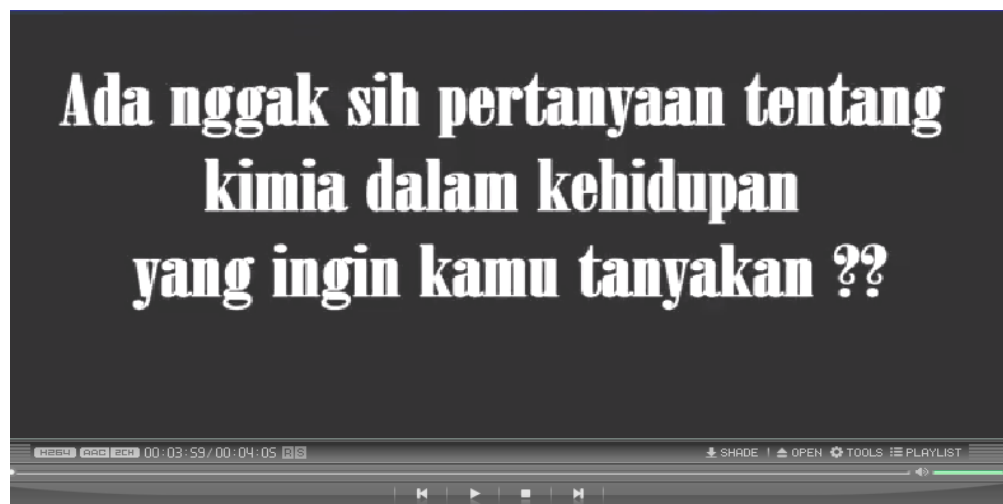 Ada nggak sih pertanyaan tentang
kimia dalam kehidupan
yang ingin kamu tanyakan ??
H264 AAC 2CH 00:03:59/00:04:05 R S SHADE ! OPEN TOOLS PLAYLIST